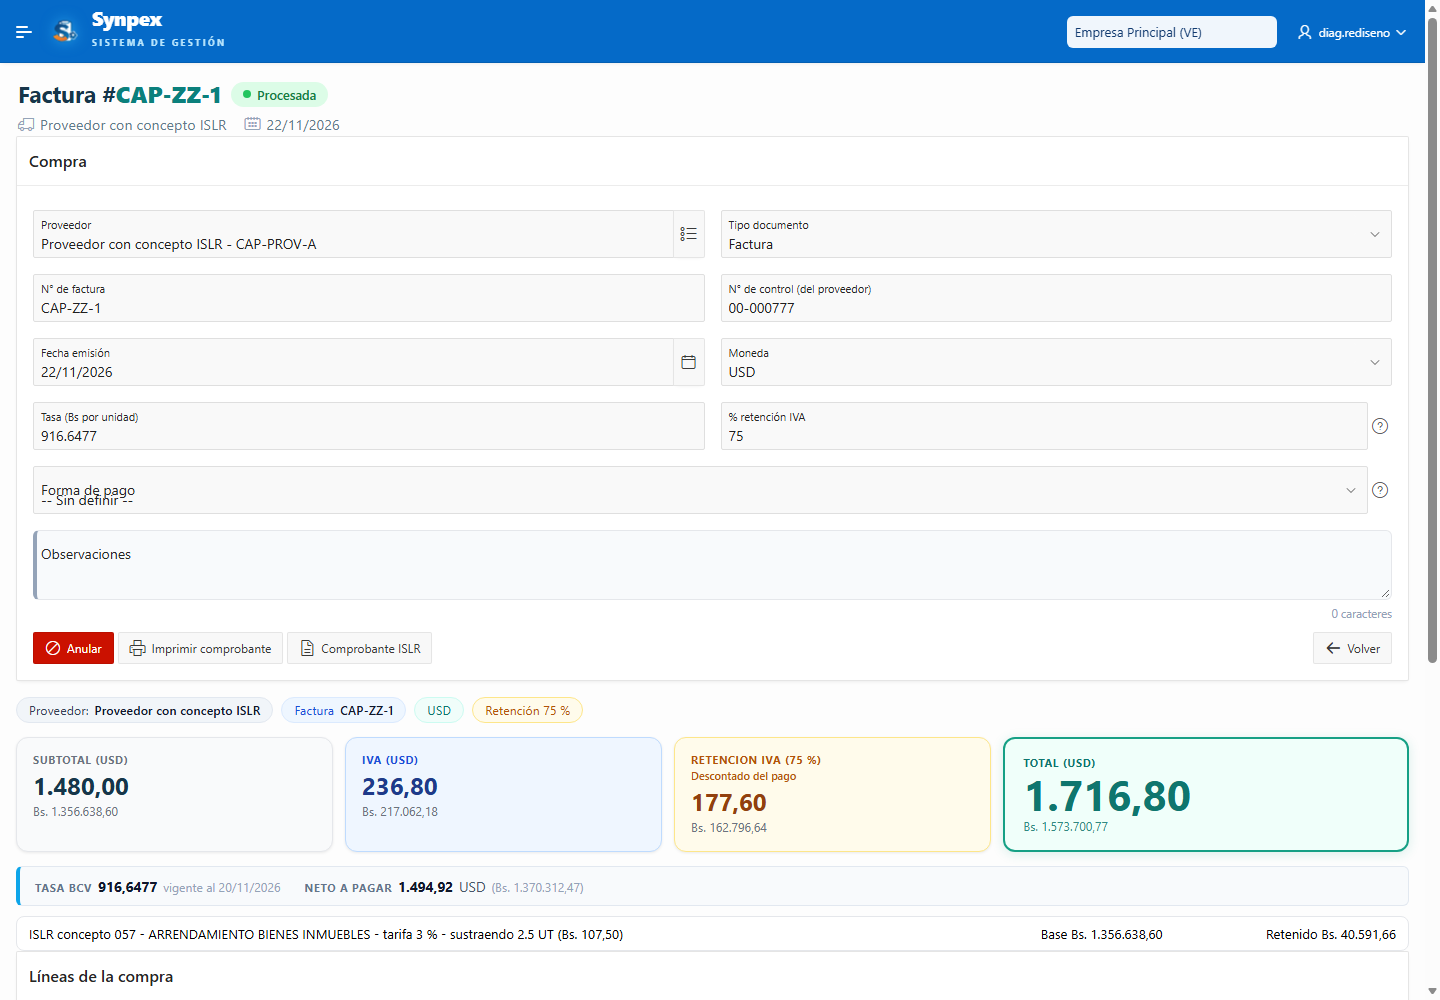 Synpex
SISTEMA DE GESTIÓN
Empresa Principal (VE)
diag.rediseno
Factura #CAP-ZZ-1
Procesada
Proveedor con concepto ISLR
22/11/2026
Compra
Proveedor
Proveedor con concepto ISLR - CAP-PROV-A
Tipo documento
Factura
N° de factura
CAP-ZZ-1
N° de control (del proveedor)
00-000777
Fecha emisión
22/11/2026
Moneda
USD
Tasa (Bs por unidad)
916.6477
% retención IVA
75
Forma de pago
-- Sin definir --
Observaciones
0 caracteres
Anular
Imprimir comprobante
Comprobante ISLR
Volver
Proveedor: Proveedor con concepto ISLR
Factura CAP-ZZ-1
USD
Retención 75 %
SUBTOTAL (USD)
1.480,00
Bs. 1.356.638,60
IVA (USD)
236,80
Bs. 217.062,18
RETENCION IVA (75 %)
Descontado del pago
177,60
Bs. 162.796,64
TOTAL (USD)
1.716,80
Bs. 1.573.700,77
TASA BCV 916,6477 vigente al 20/11/2026
NETO A PAGAR 1.494,92 USD (Bs. 1.370.312,47)
ISLR concepto 057 - ARRENDAMIENTO BIENES INMUEBLES - tarifa 3 % - sustraendo 2.5 UT (Bs. 107,50)
Base Bs. 1.356.638,60
Retenido Bs. 40.591,66
Líneas de la compra